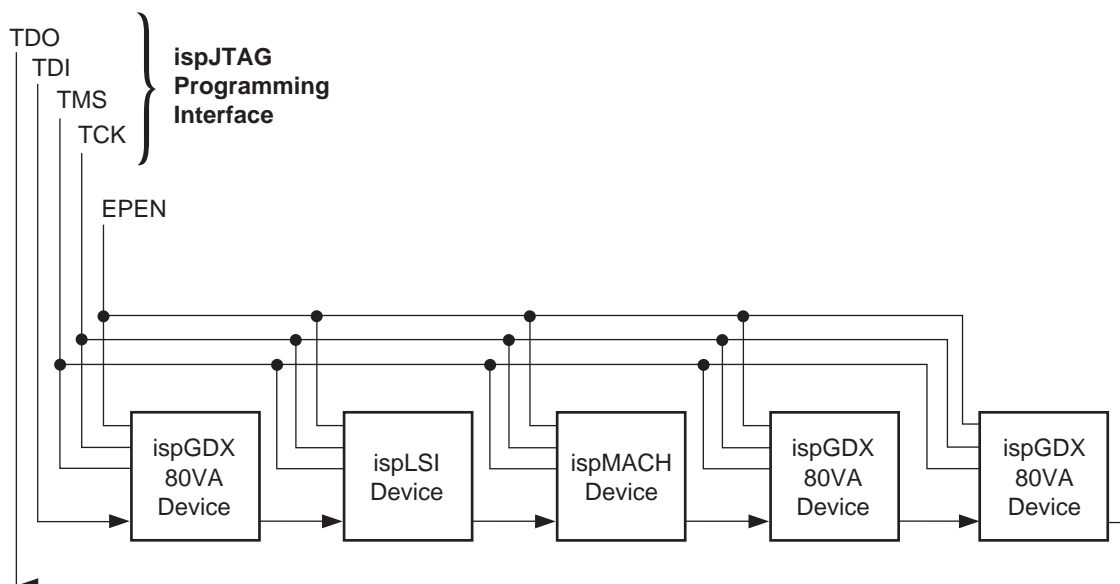 TDO
TDI
TMS
TCK
ispJTAG
Programming
Interface
EPEN
ispGDX
80VA
Device
ispLSI
Device
ispMACH
Device
ispGDX
80VA
Device
ispGDX
80VA
Device